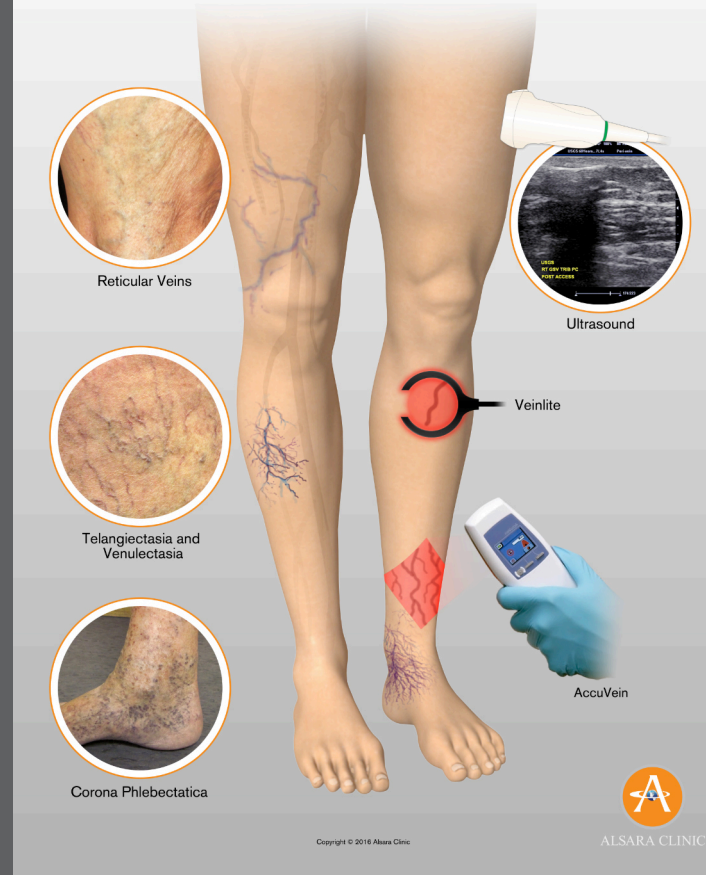 Reticular Veins
USGS
RT GSV TRIB PC
POST ACCESS
Ultrasound
Veinlite
Telangiectasia and
Venulectasia
AccuVein
Corona Phlebectatica
A
ALSARA CLINIC
Copyright © 2016 Alsara Clinic